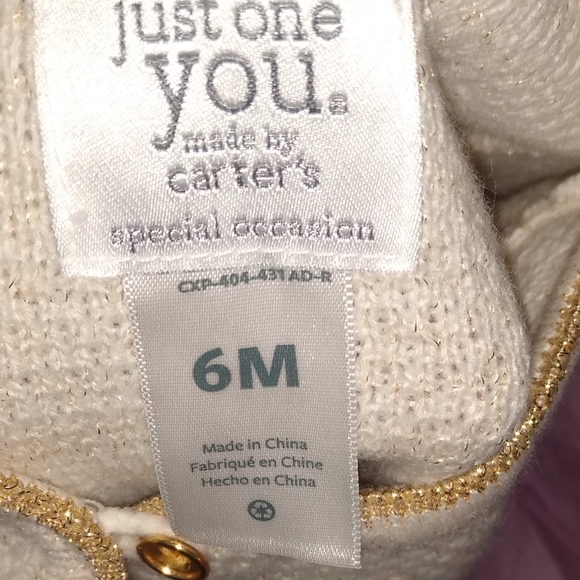 just one
you®
made by
carter's
special occasion
CXP-404-431 AD-R
6M
Made in China
Fabriqué en Chine
Hecho en China